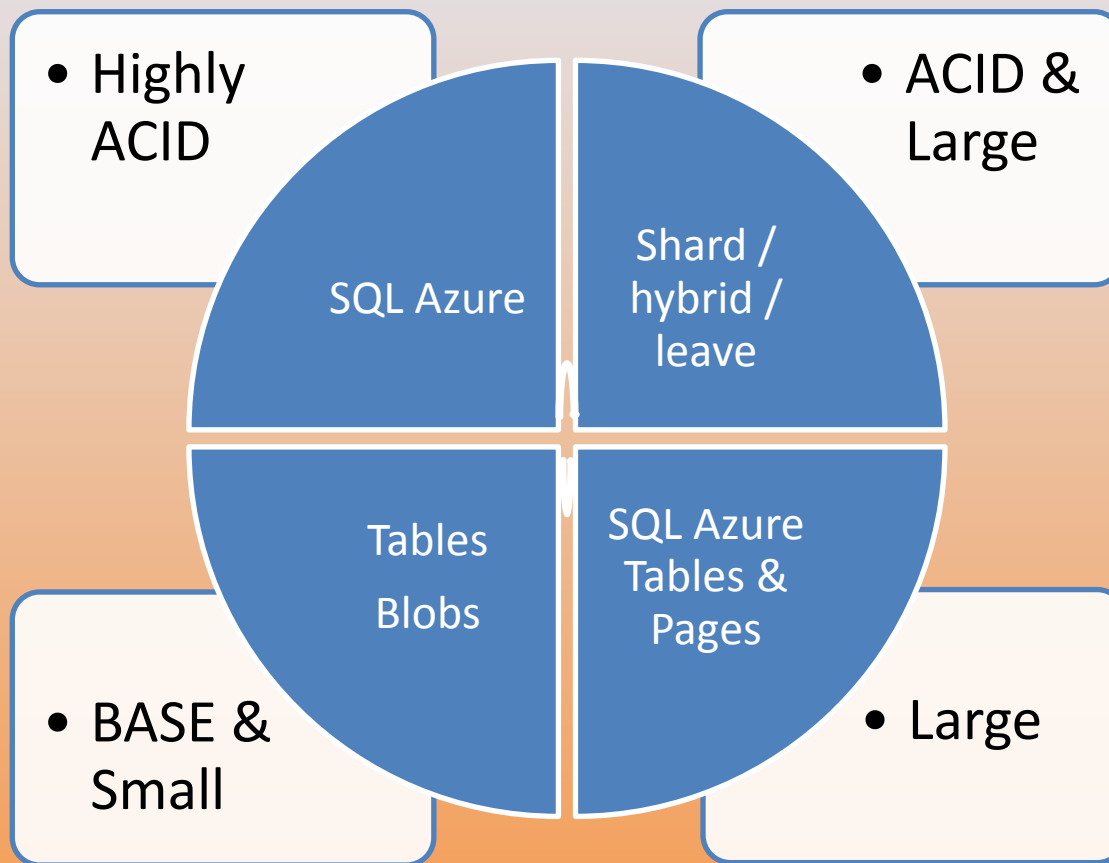 • Highly
ACID
• ACID &
Large
SQL Azure
Shard /
hybrid /
leave
Tables
Blobs
SQL Azure
Tables &
Pages
• BASE &
Small
• Large